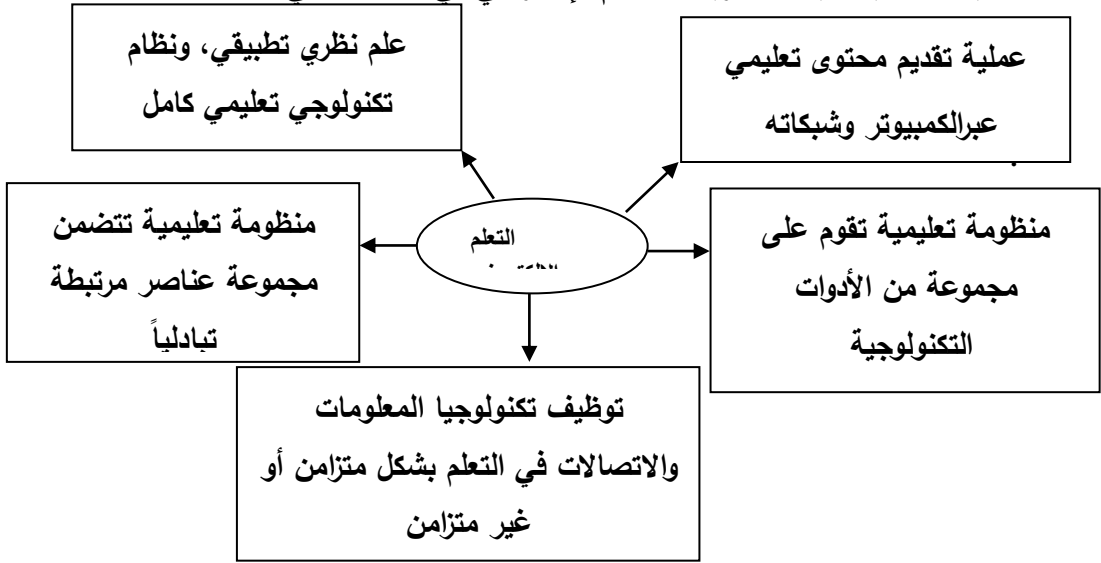 عملية تقديم محتوى تعليمي
عبرالكمبيوتر وشبكاته
علم نظري تطبيقي، ونظام
تكنولوجي تعليمي كامل
منظومة تعليمية تقوم على
مجموعة من الأدوات
التكنولوجية
التعلم
منظومة تعليمية تتضمن
مجموعة عناصر مرتبطة
تبادلياً
توظيف تكنولوجيا المعلومات
والاتصالات في التعلم بشكل متزامن أو
غير متزامن